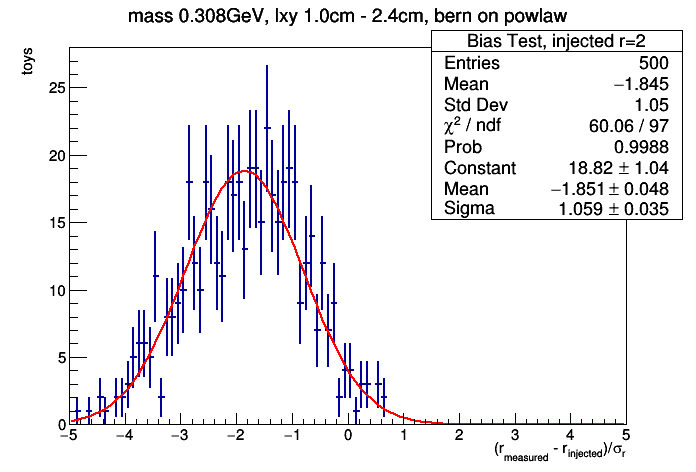 mass 0.308GeV, lxy 1.0cm - 2.4cm, bern on powlaw
Bias Test, injected r=2
Entries 500
Mean −1.845
Std Dev 1.05
χ² / ndf 60.06 / 97
Prob 0.9988
Constant 18.82 ± 1.04
Mean −1.851 ± 0.048
Sigma 1.059 ± 0.035
toys
25
20
15
10
5
0
−5 −4 −3 −2 −1 0 1 2 3 4 5
(r_measured - r_injected)/σ_r